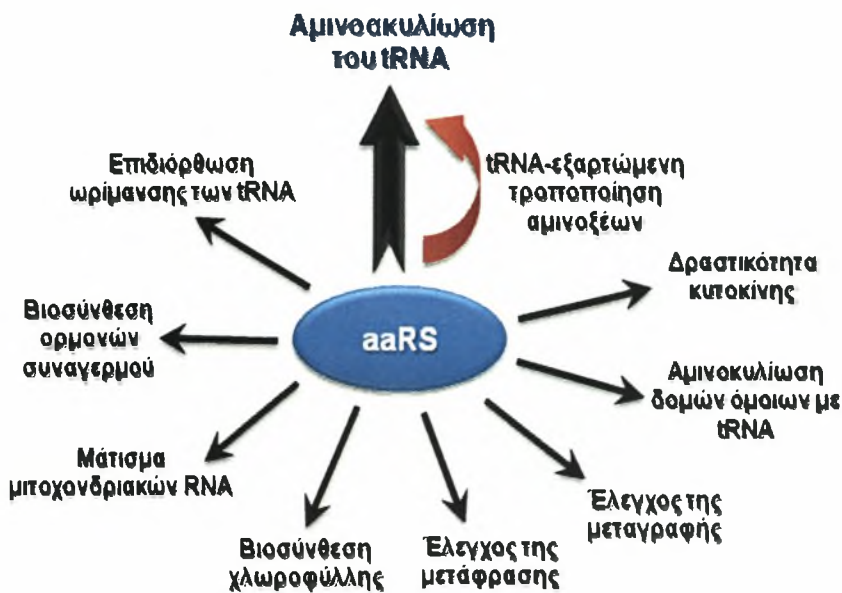 Αμινοακυλίωση
του tRNA
Επιδιόρθωση
ωρίμανσης των tRNA
tRNA-εξαρτώμενη
τροποποίηση
αμινοξέων
Δραστικότητα
κυτοκίνης
Βιοσύνθεση
ορμονών
συναγερμού
aaRS
Αμινοκυλίωση
δομών όμοιων με
tRNA
Μάτισμα
μιτοχονδριακών RNA
Έλεγχος της
μεταγραφής
Βιοσύνθεση
χλωροφύλλης
Έλεγχος της
μετάφρασης